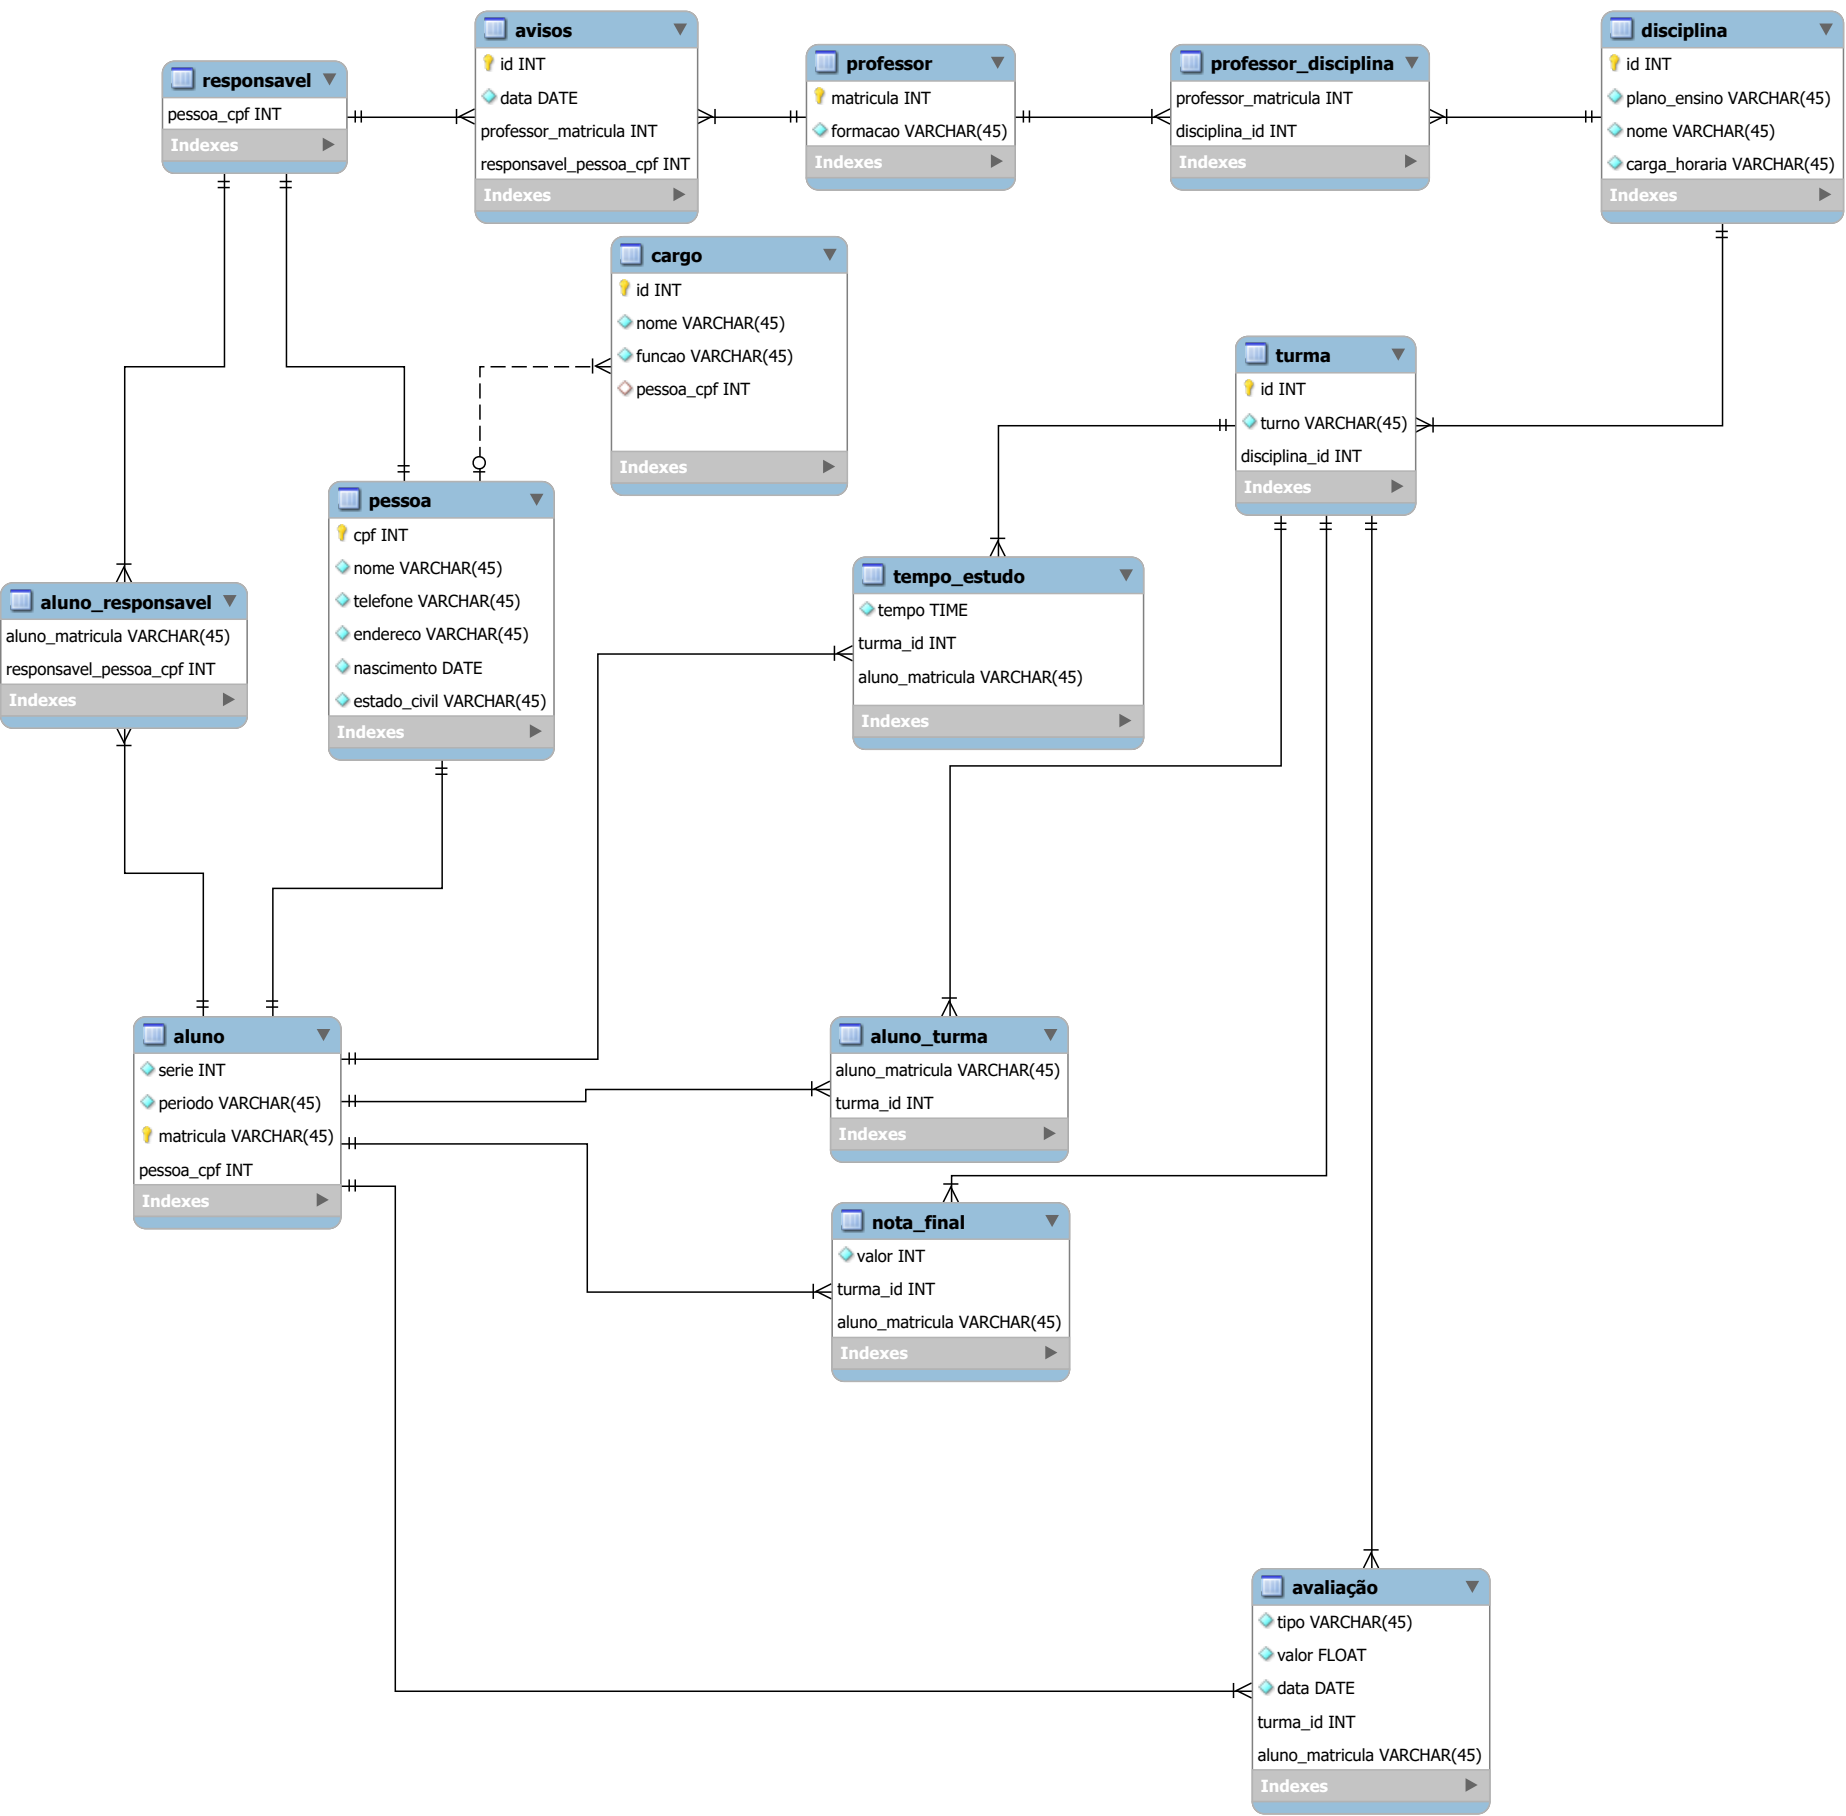 responsavel
pessoa_cpf INT
Indexes
avisos
id INT
data DATE
professor_matricula INT
responsavel_pessoa_cpf INT
Indexes
professor
matricula INT
formacao VARCHAR(45)
Indexes
professor_disciplina
professor_matricula INT
disciplina_id INT
Indexes
disciplina
id INT
plano_ensino VARCHAR(45)
nome VARCHAR(45)
carga_horaria VARCHAR(45)
Indexes
cargo
id INT
nome VARCHAR(45)
funcao VARCHAR(45)
pessoa_cpf INT
Indexes
turma
id INT
turno VARCHAR(45)
disciplina_id INT
Indexes
pessoa
cpf INT
nome VARCHAR(45)
telefone VARCHAR(45)
endereco VARCHAR(45)
nascimento DATE
estado_civil VARCHAR(45)
Indexes
tempo_estudo
tempo TIME
turma_id INT
aluno_matricula VARCHAR(45)
Indexes
aluno_responsavel
aluno_matricula VARCHAR(45)
responsavel_pessoa_cpf INT
Indexes
aluno
serie INT
periodo VARCHAR(45)
matricula VARCHAR(45)
pessoa_cpf INT
Indexes
aluno_turma
aluno_matricula VARCHAR(45)
turma_id INT
Indexes
nota_final
valor INT
turma_id INT
aluno_matricula VARCHAR(45)
Indexes
avaliação
tipo VARCHAR(45)
valor FLOAT
data DATE
turma_id INT
aluno_matricula VARCHAR(45)
Indexes